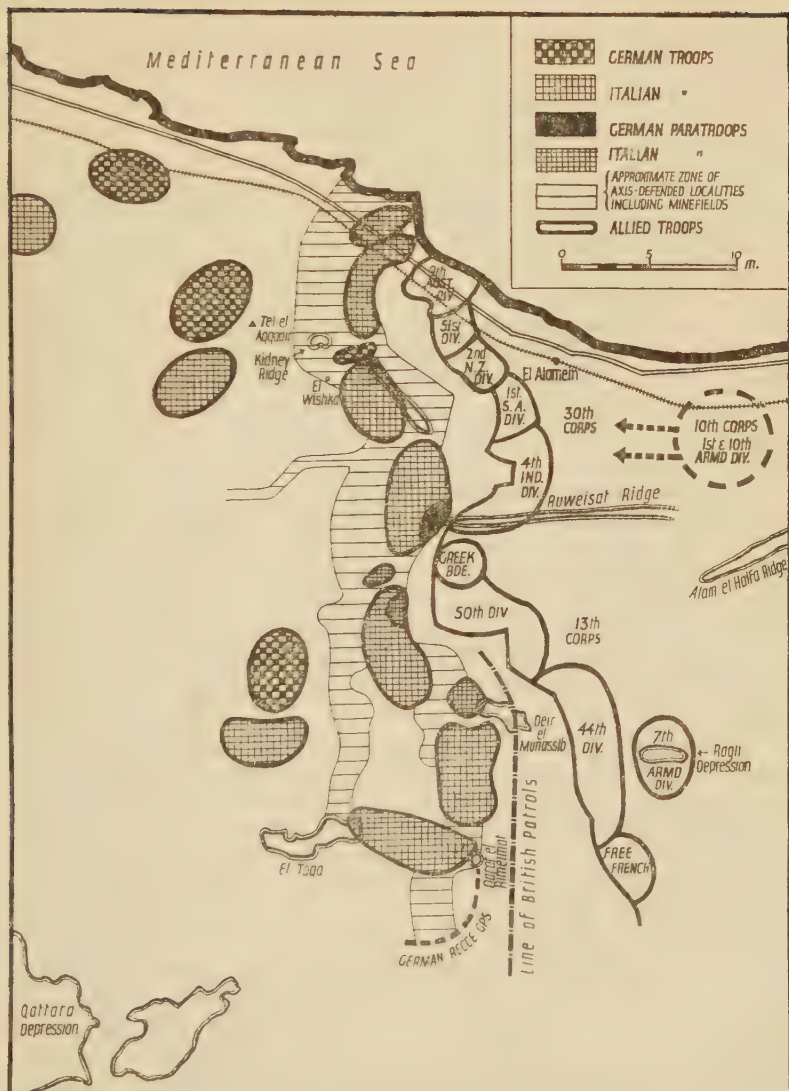 Mediterranean Sea
GERMAN TROOPS
ITALIAN "
GERMAN PARATROOPS
ITALIAN "
APPROXIMATE ZONE OF
AXIS-DEFENDED LOCALITIES
INCLUDING MINEFIELDS
ALLIED TROOPS
0 5 10 m.
9th
AUST.
DIV.
51st
DIV.
2nd
N.Z.
DIV.
El Alamein
1st.
S.A.
DIV.
30th
CORPS
10th CORPS
1st & 10th
ARMD DIV.
4th
IND.
DIV.
Ruweisat Ridge
Alam el Halfa Ridge
Tel el
Kidney
Ridge
El
Wishka
GREEK
BDE.
50th DIV
13th
CORPS
Deir
el
Munassib
44th
DIV.
7th
ARMD
DIV.
← Ragil
Depression
FREE
FRENCH
El Taqa
Qaret el
Himeimat
GERMAN RECCE GPS
Line of British Patrols
Qattara
Depression